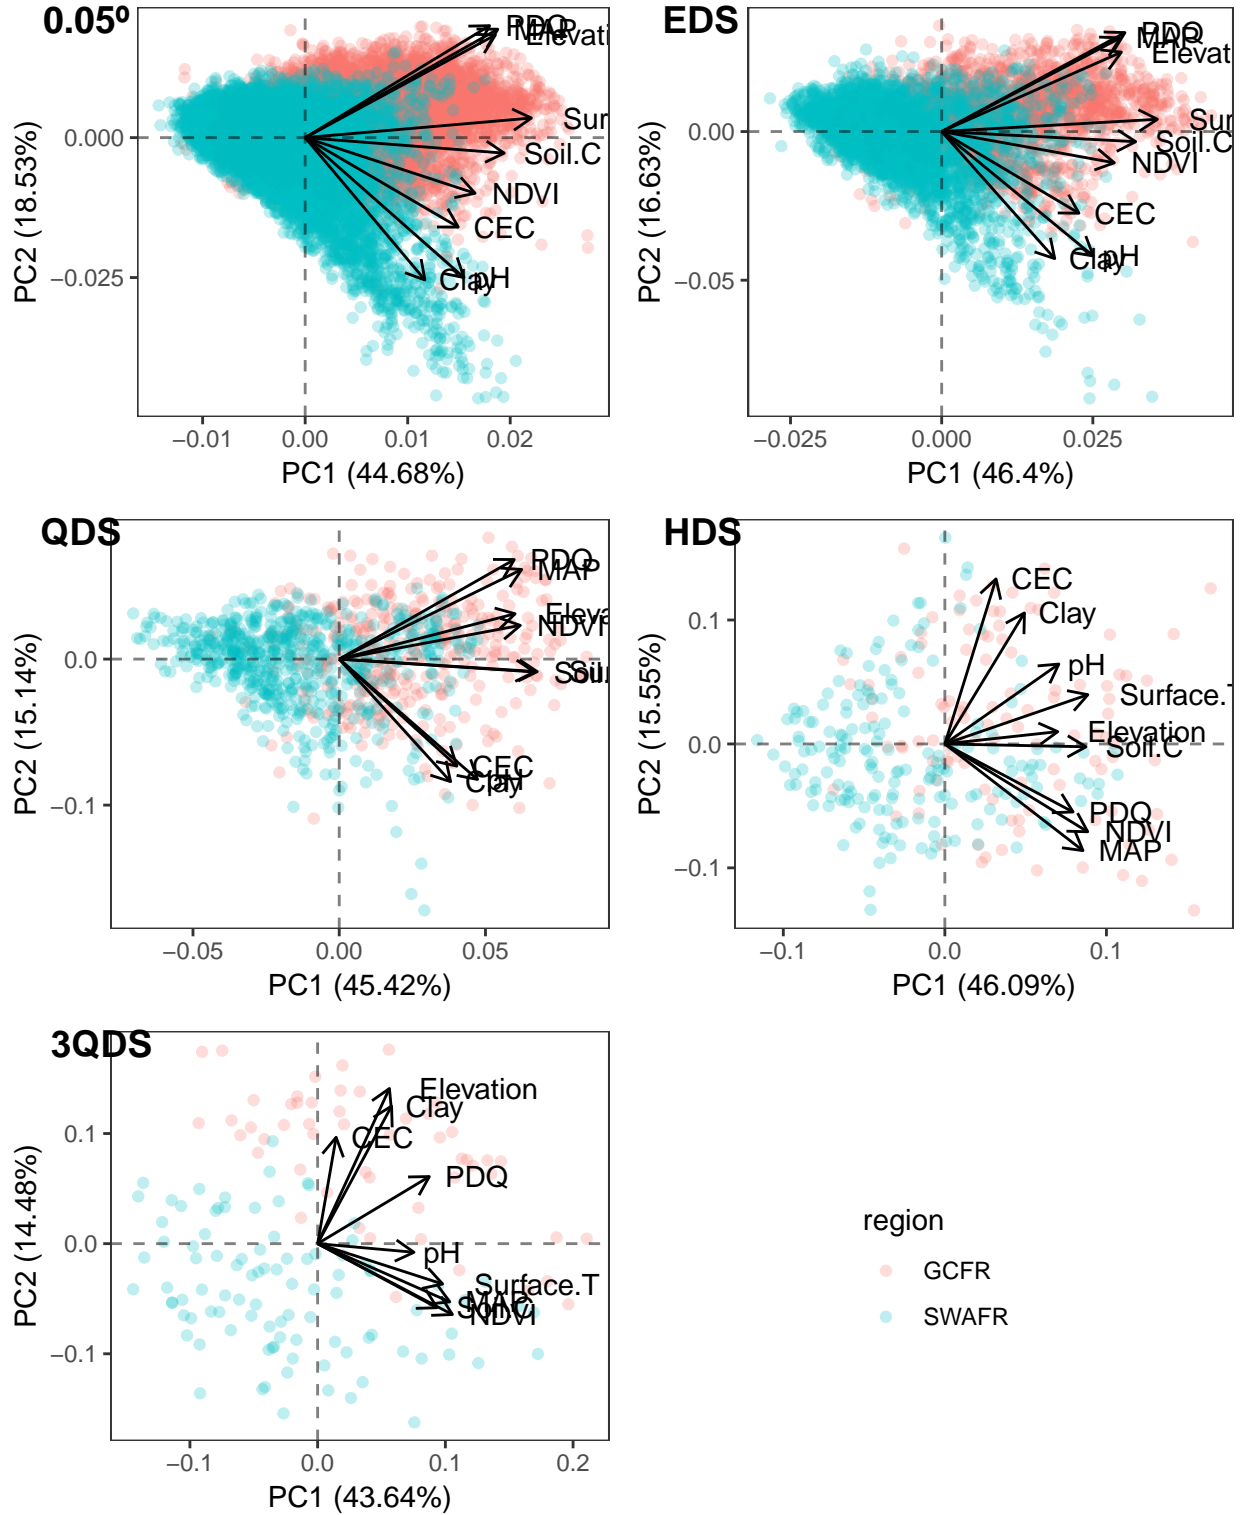 0.05º
PDQ
MAP
Elevati
Sur
Soil.C
NDVI
CEC
Clay
pH
0.000
−0.025
−0.01 0.00 0.01 0.02
PC1 (44.68%)
PC2 (18.53%)
EDS
PDQ
MAP
Elevat
Sur
Soil.C
NDVI
CEC
Clay
pH
0.00
−0.05
−0.025 0.000 0.025
PC1 (46.4%)
PC2 (16.63%)
QDS
PDQ
MAP
Eleva
NDVI
Soil.
Sur
CEC
pH
Clay
0.0
−0.1
−0.05 0.00 0.05
PC1 (45.42%)
PC2 (15.14%)
HDS
CEC
Clay
pH
Surface.T
Elevation
Soil.C
PDQ
NDVI
MAP
0.1
0.0
−0.1
−0.1 0.0 0.1
PC1 (46.09%)
PC2 (15.55%)
3QDS
Elevation
Clay
CEC
PDQ
pH
Surface.T
MAP
Soil.C
NDVI
0.1
0.0
−0.1
−0.1 0.0 0.1 0.2
PC1 (43.64%)
PC2 (14.48%)
region
GCFR
SWAFR